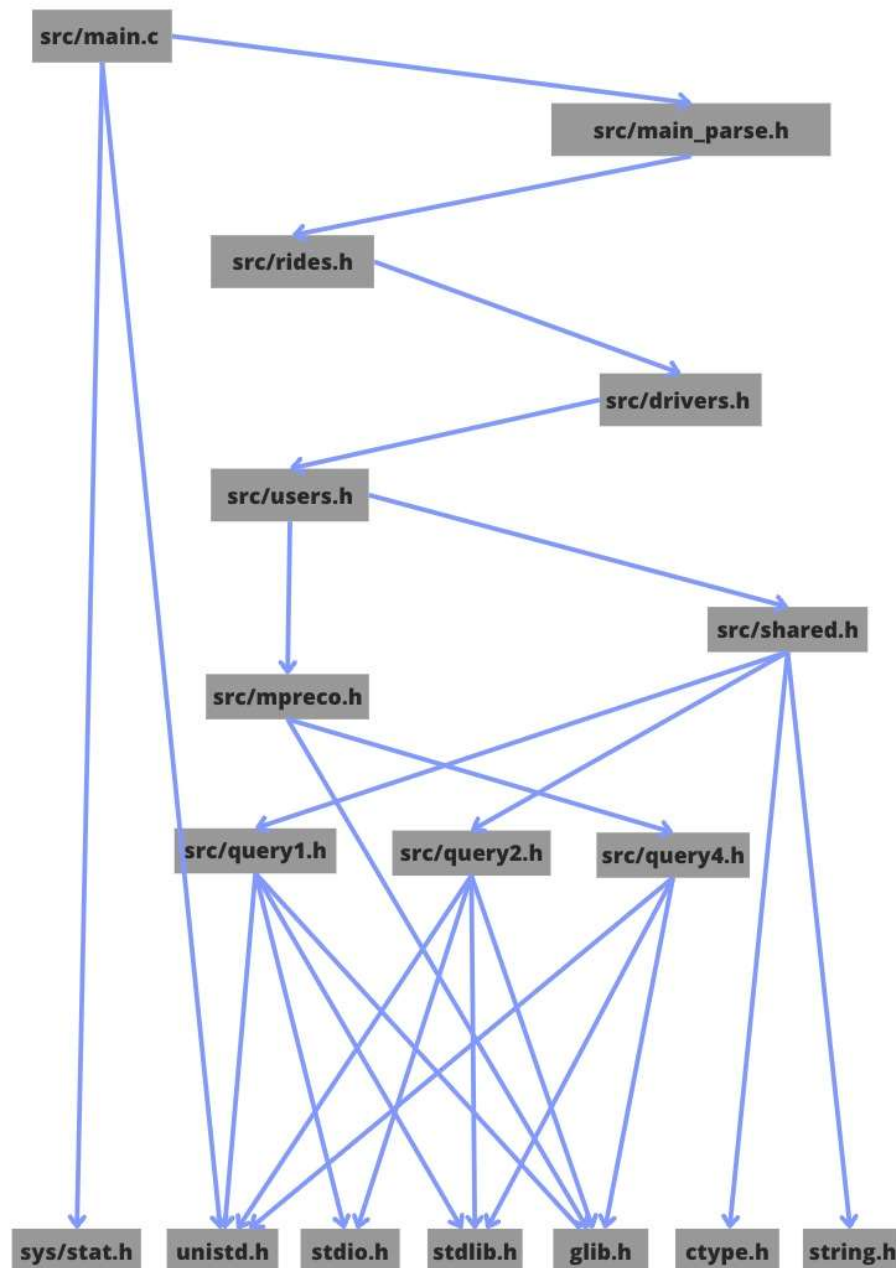 src/main.c
src/main_parse.h
src/rides.h
src/drivers.h
src/users.h
src/shared.h
src/mpreco.h
src/query1.h
src/query2.h
src/query4.h
sys/stat.h
unistd.h
stdio.h
stdlib.h
glib.h
ctype.h
string.h